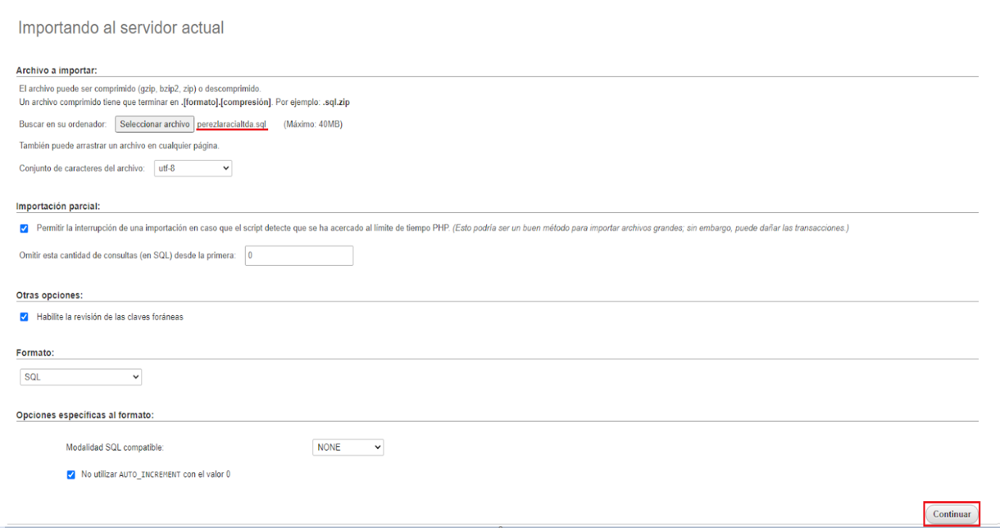 Importando al servidor actual
Archivo a importar:
El archivo puede ser comprimido (gzip, bzip2, zip) o descomprimido.
Un archivo comprimido tiene que terminar en .[formato].[compresión]. Por ejemplo: .sql.zip
Buscar en su ordenador: Seleccionar archivo perezlaracialtda.sql (Máximo: 40MB)
También puede arrastrar un archivo en cualquier página.
Conjunto de caracteres del archivo: utf-8
Importación parcial:
Permitir la interrupción de una importación en caso que el script detecte que se ha acercado al límite de tiempo PHP. (Esto podría ser un buen método para importar archivos grandes; sin embargo, puede dañar las transacciones.)
Omitir esta cantidad de consultas (en SQL) desde la primera: 0
Otras opciones:
Habilite la revisión de las claves foráneas
Formato:
SQL
Opciones específicas al formato:
Modalidad SQL compatible: NONE
No utilizar AUTO_INCREMENT con el valor 0
Continuar